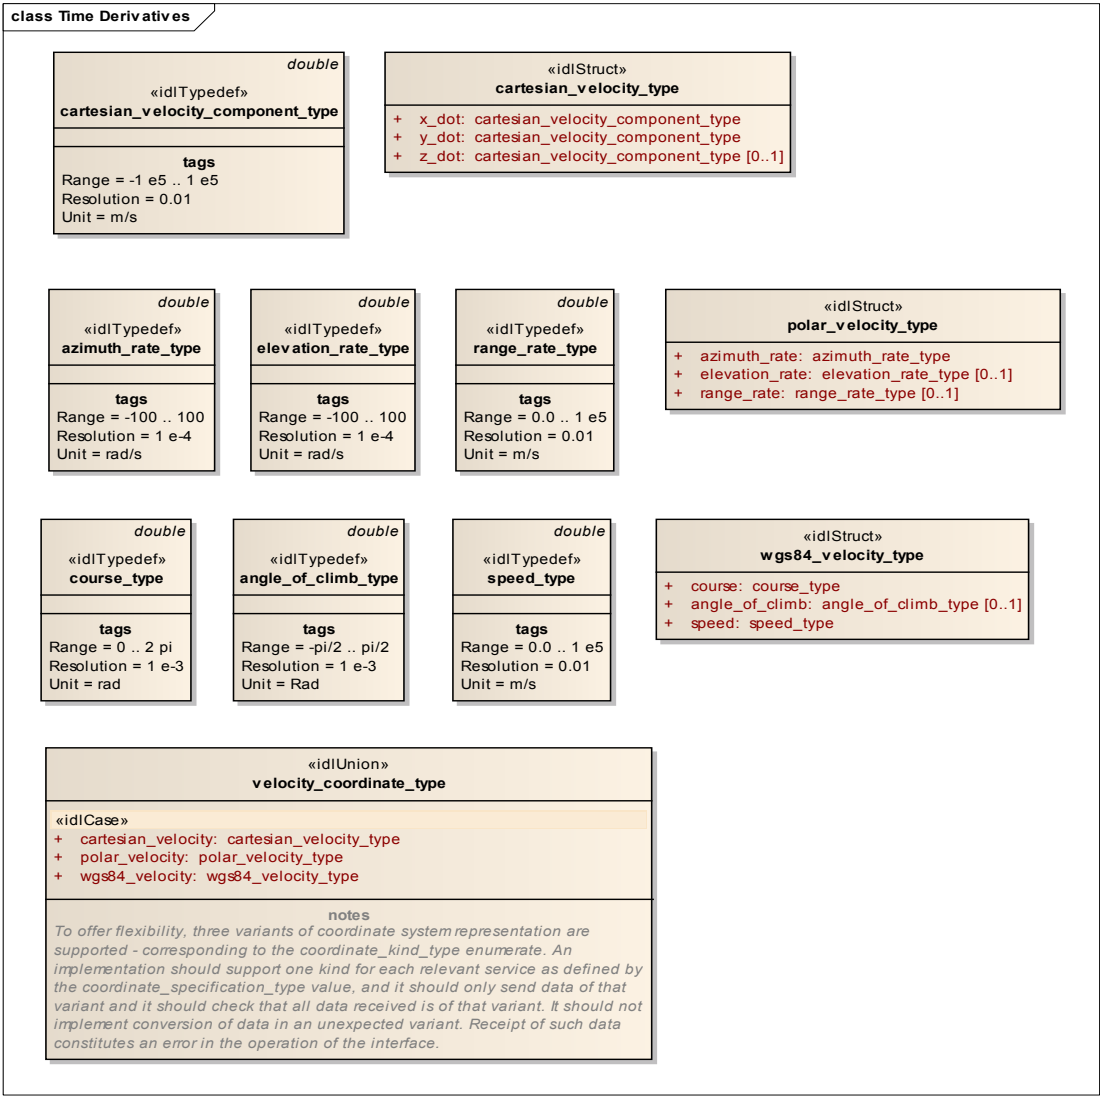 class Time Derivatives
double
«idlTypedef»
cartesian_velocity_component_type
tags
Range = -1 e5 .. 1 e5
Resolution = 0.01
Unit = m/s
«idlStruct»
cartesian_velocity_type
+ x_dot: cartesian_velocity_component_type
+ y_dot: cartesian_velocity_component_type
+ z_dot: cartesian_velocity_component_type [0..1]
double
«idlTypedef»
azimuth_rate_type
tags
Range = -100 .. 100
Resolution = 1 e-4
Unit = rad/s
double
«idlTypedef»
elevation_rate_type
tags
Range = -100 .. 100
Resolution = 1 e-4
Unit = rad/s
double
«idlTypedef»
range_rate_type
tags
Range = 0.0 .. 1 e5
Resolution = 0.01
Unit = m/s
«idlStruct»
polar_velocity_type
+ azimuth_rate: azimuth_rate_type
+ elevation_rate: elevation_rate_type [0..1]
+ range_rate: range_rate_type [0..1]
double
«idlTypedef»
course_type
tags
Range = 0 .. 2 pi
Resolution = 1 e-3
Unit = rad
double
«idlTypedef»
angle_of_climb_type
tags
Range = -pi/2 .. pi/2
Resolution = 1 e-3
Unit = Rad
double
«idlTypedef»
speed_type
tags
Range = 0.0 .. 1 e5
Resolution = 0.01
Unit = m/s
«idlStruct»
wgs84_velocity_type
+ course: course_type
+ angle_of_climb: angle_of_climb_type [0..1]
+ speed: speed_type
«idlUnion»
velocity_coordinate_type
«idlCase»
+ cartesian_velocity: cartesian_velocity_type
+ polar_velocity: polar_velocity_type
+ wgs84_velocity: wgs84_velocity_type
notes
To offer flexibility, three variants of coordinate system representation are
supported - corresponding to the coordinate_kind_type enumerate. An
implementation should support one kind for each relevant service as defined by
the coordinate_specification_type value, and it should only send data of that
variant and it should check that all data received is of that variant. It should not
implement conversion of data in an unexpected variant. Receipt of such data
constitutes an error in the operation of the interface.